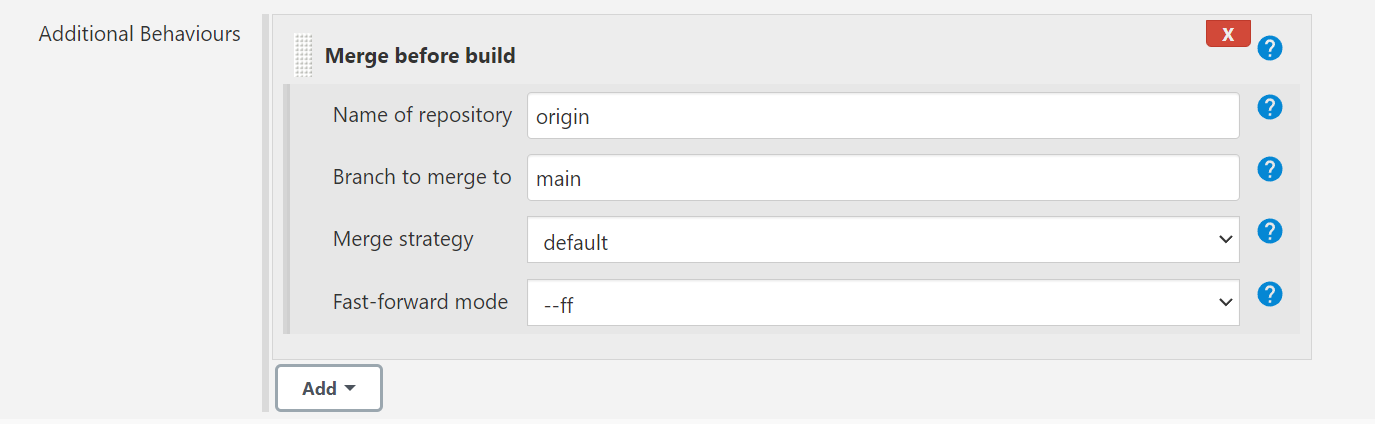 Additional Behaviours
X
Merge before build
?
Name of repository origin ?
Branch to merge to main ?
Merge strategy default ?
Fast-forward mode --ff ?
Add